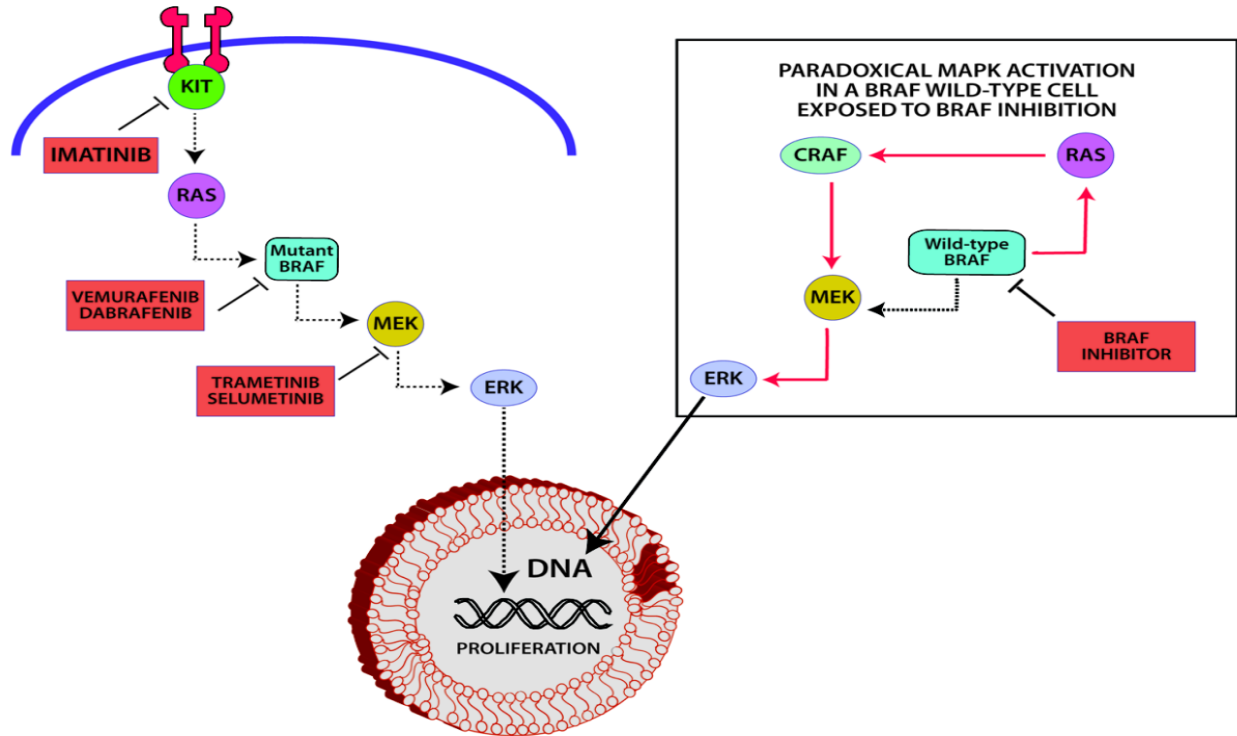 KIT
IMATINIB
RAS
Mutant
BRAF
VEMURAFENIB
DABRAFENIB
MEK
TRAMETINIB
SELUMETINIB
ERK
PARADOXICAL MAPK ACTIVATION
IN A BRAF WILD-TYPE CELL
EXPOSED TO BRAF INHIBITION
CRAF
RAS
Wild-type
BRAF
MEK
BRAF
INHIBITOR
ERK
DNA
PROLIFERATION